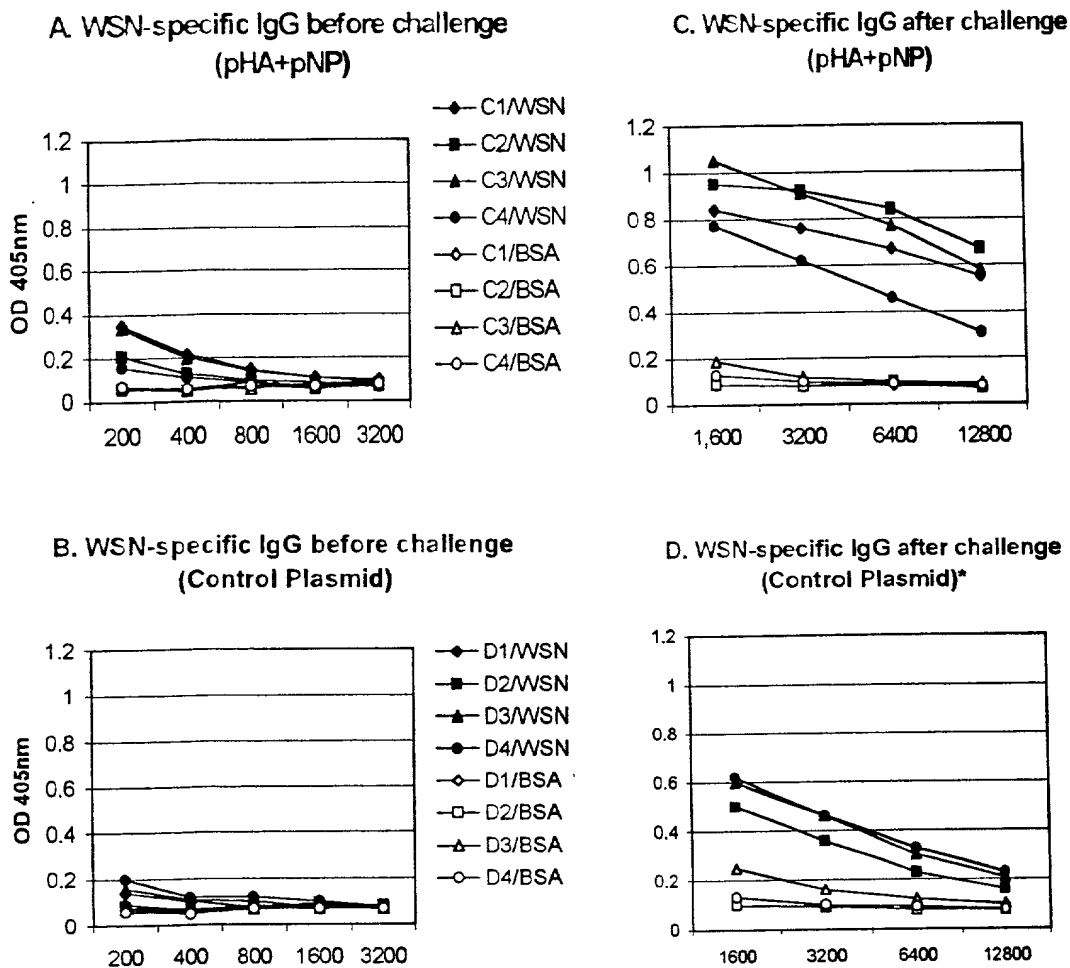 A. WSN-specific IgG before challenge
(pHA+pNP)
OD 405nm
1.2
1
0.8
0.6
0.4
0.2
0
200 400 800 1600 3200
C1/WSN
C2/WSN
C3/WSN
C4/WSN
C1/BSA
C2/BSA
C3/BSA
C4/BSA
C. WSN-specific IgG after challenge
(pHA+pNP)
1.2
1
0.8
0.6
0.4
0.2
0
1,600 3200 6400 12800
B. WSN-specific IgG before challenge
(Control Plasmid)
OD 405nm
1.2
1
0.8
0.6
0.4
0.2
0
200 400 800 1600 3200
D1/WSN
D2/WSN
D3/WSN
D4/WSN
D1/BSA
D2/BSA
D3/BSA
D4/BSA
D. WSN-specific IgG after challenge
(Control Plasmid)*
1.2
1
0.8
0.6
0.4
0.2
0
1600 3200 6400 12800